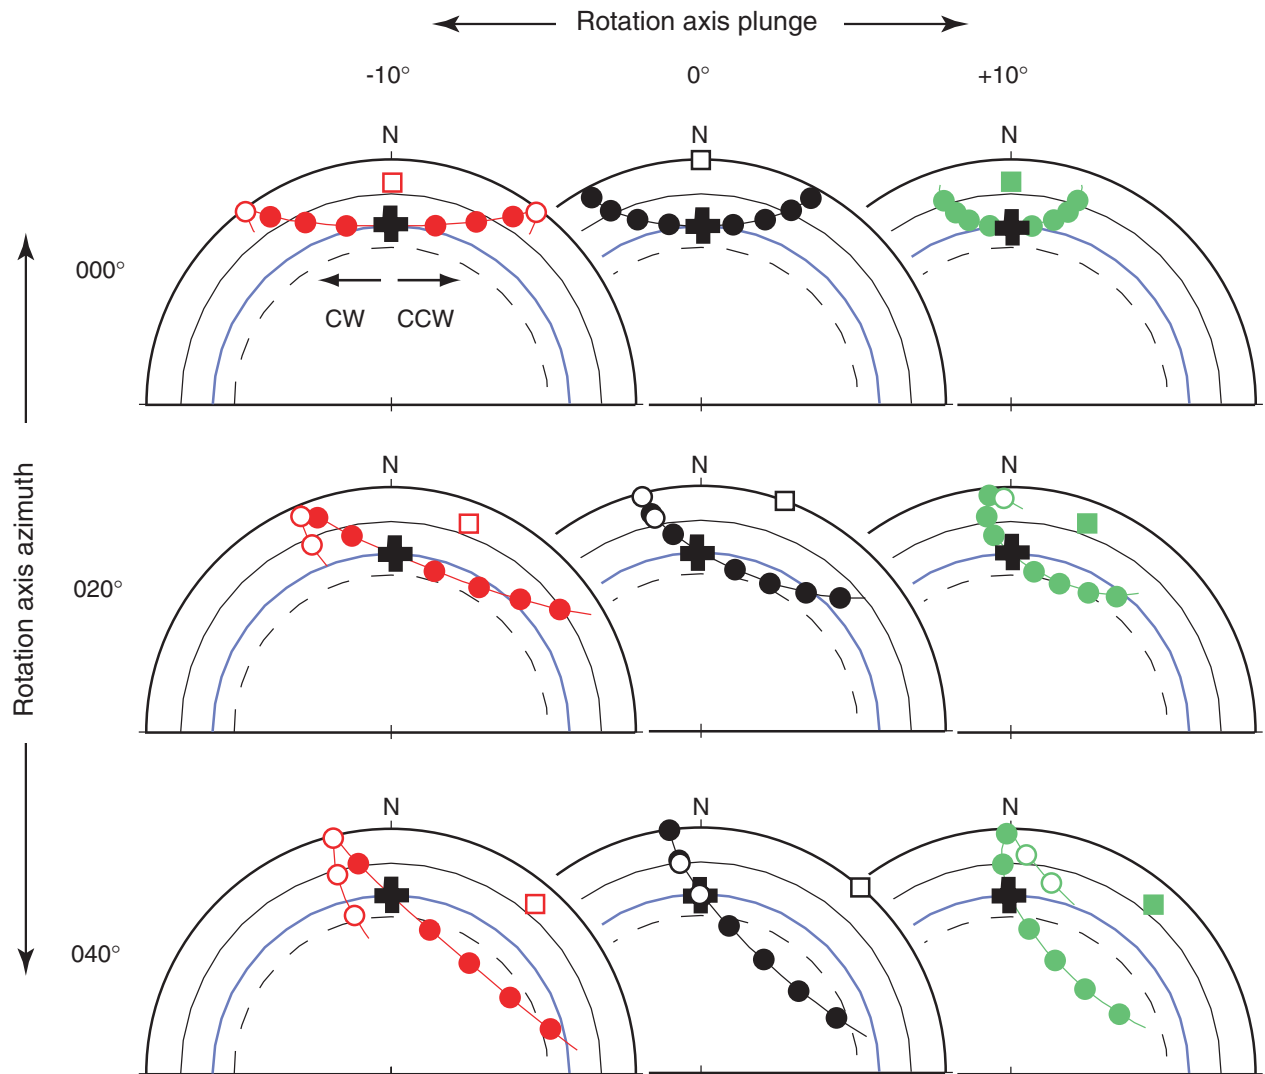 Rotation axis plunge
-10° 0° +10°
N N N
000°
CW CCW
Rotation axis azimuth
N N N
020°
N N N
040°